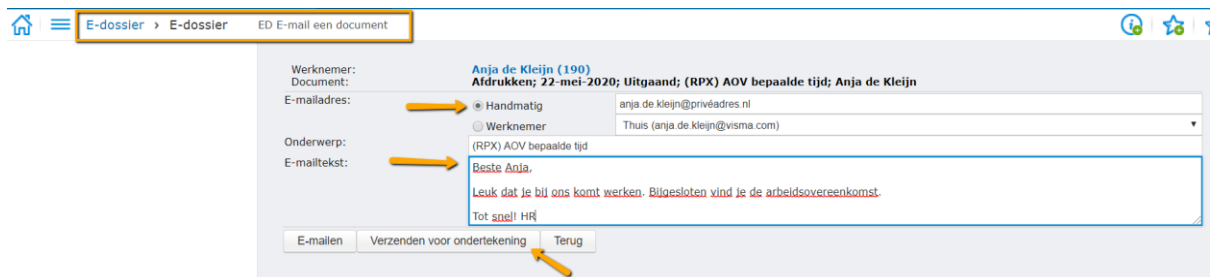 E-dossier › E-dossier ED E-mail een document
Werknemer: Anja de Kleijn (190)
Document: Afdrukken; 22-mei-2020; Uitgaand; (RPX) AOV bepaalde tijd; Anja de Kleijn
E-mailadres: Handmatig anja.de.kleijn@privéadres.nl
Werknemer Thuis (anja.de.kleijn@visma.com)
Onderwerp: (RPX) AOV bepaalde tijd
E-mailtekst: Beste Anja,
Leuk dat je bij ons komt werken. Bijgesloten vind je de arbeidsovereenkomst.
Tot snel! HR
E-mailen Verzenden voor ondertekening Terug